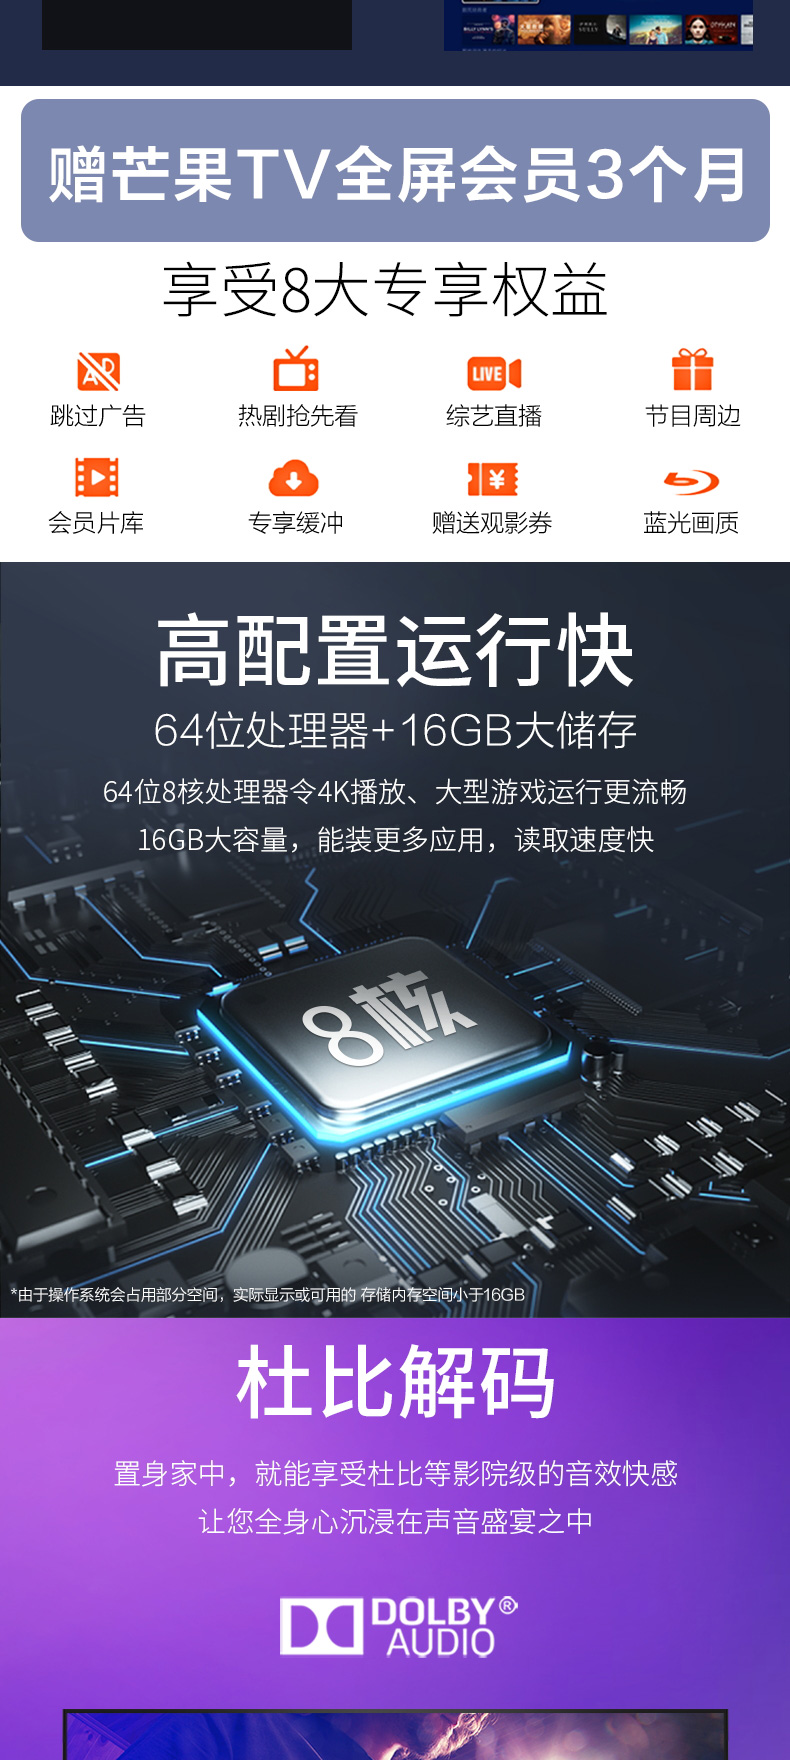 SULLY
赠芒果TV全屏会员3个月
享受8大专享权益
AD
LIVE
跳过广告
热剧抢先看
综艺直播
节目周边
¥
会员片库
专享缓冲
赠送观影券
蓝光画质
高配置运行快
64位处理器+16GB大储存
64位8核处理器令4K播放、大型游戏运行更流畅
16GB大容量，能装更多应用，读取速度快
8核
*由于操作系统会占用部分空间，实际显示或可用的 存储内存空间小于16GB
杜比解码
置身家中，就能享受杜比等影院级的音效快感
让您全身心沉浸在声音盛宴之中
DOLBY®
AUDIO